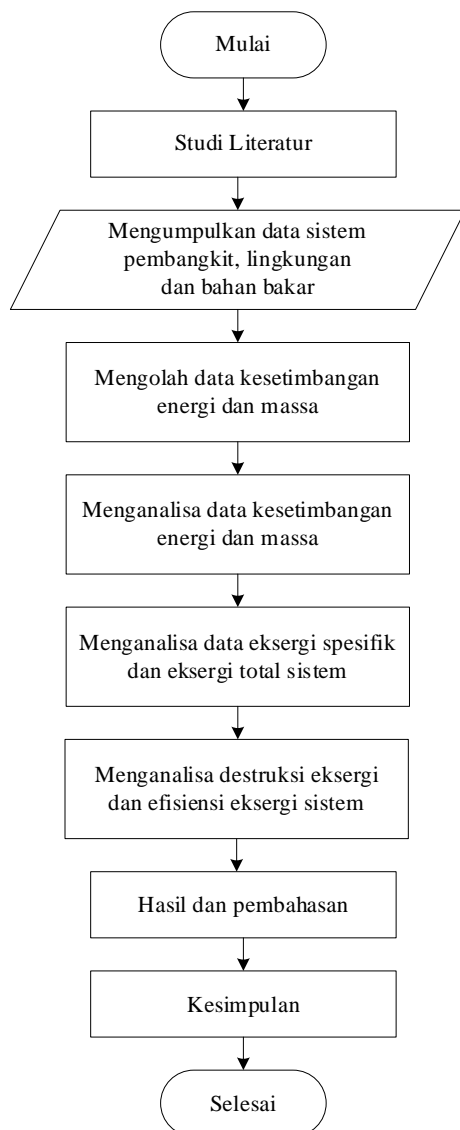 Mulai
Studi Literatur
Mengumpulkan data sistem
pembangkit, lingkungan
dan bahan bakar
Mengolah data kesetimbangan
energi dan massa
Menganalisa data kesetimbangan
energi dan massa
Menganalisa data eksergi spesifik
dan eksergi total sistem
Menganalisa destruksi eksergi
dan efisiensi eksergi sistem
Hasil dan pembahasan
Kesimpulan
Selesai